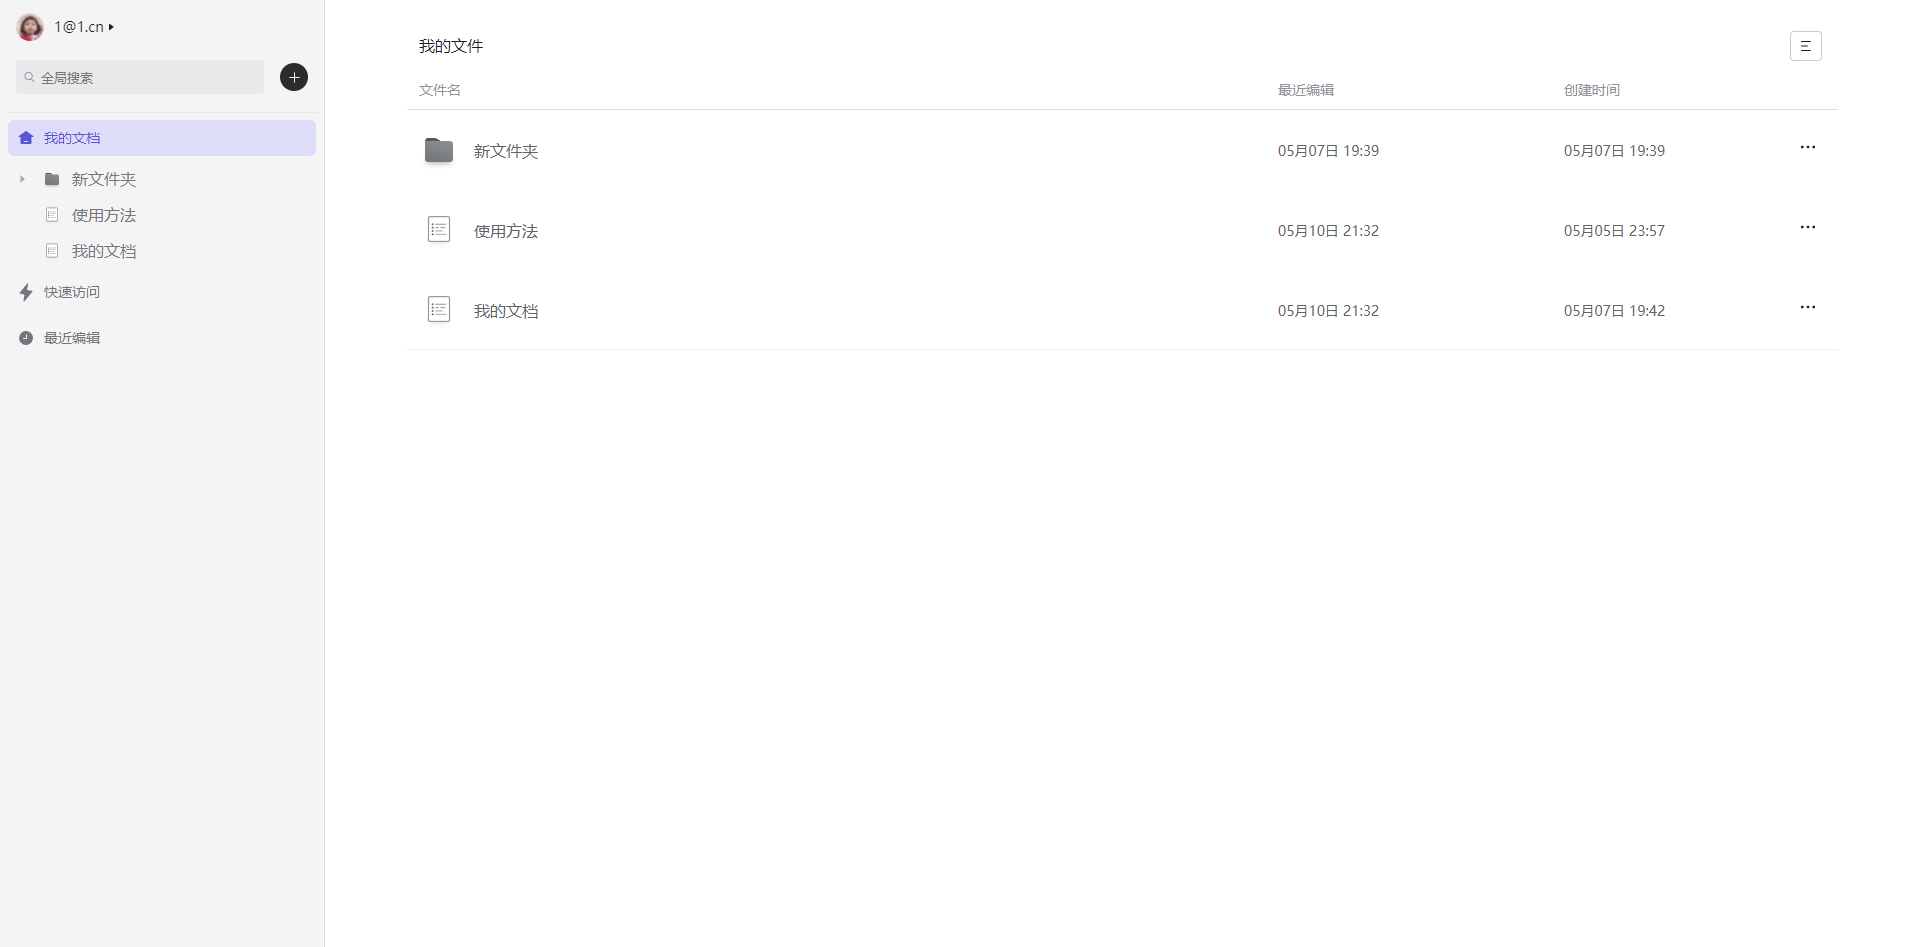 1@1.cn
全局搜索
我的文档
新文件夹
使用方法
我的文档
快速访问
最近编辑
我的文件
文件名 最近编辑 创建时间
新文件夹 05月07日 19:39 05月07日 19:39
使用方法 05月10日 21:32 05月05日 23:57
我的文档 05月10日 21:32 05月07日 19:42